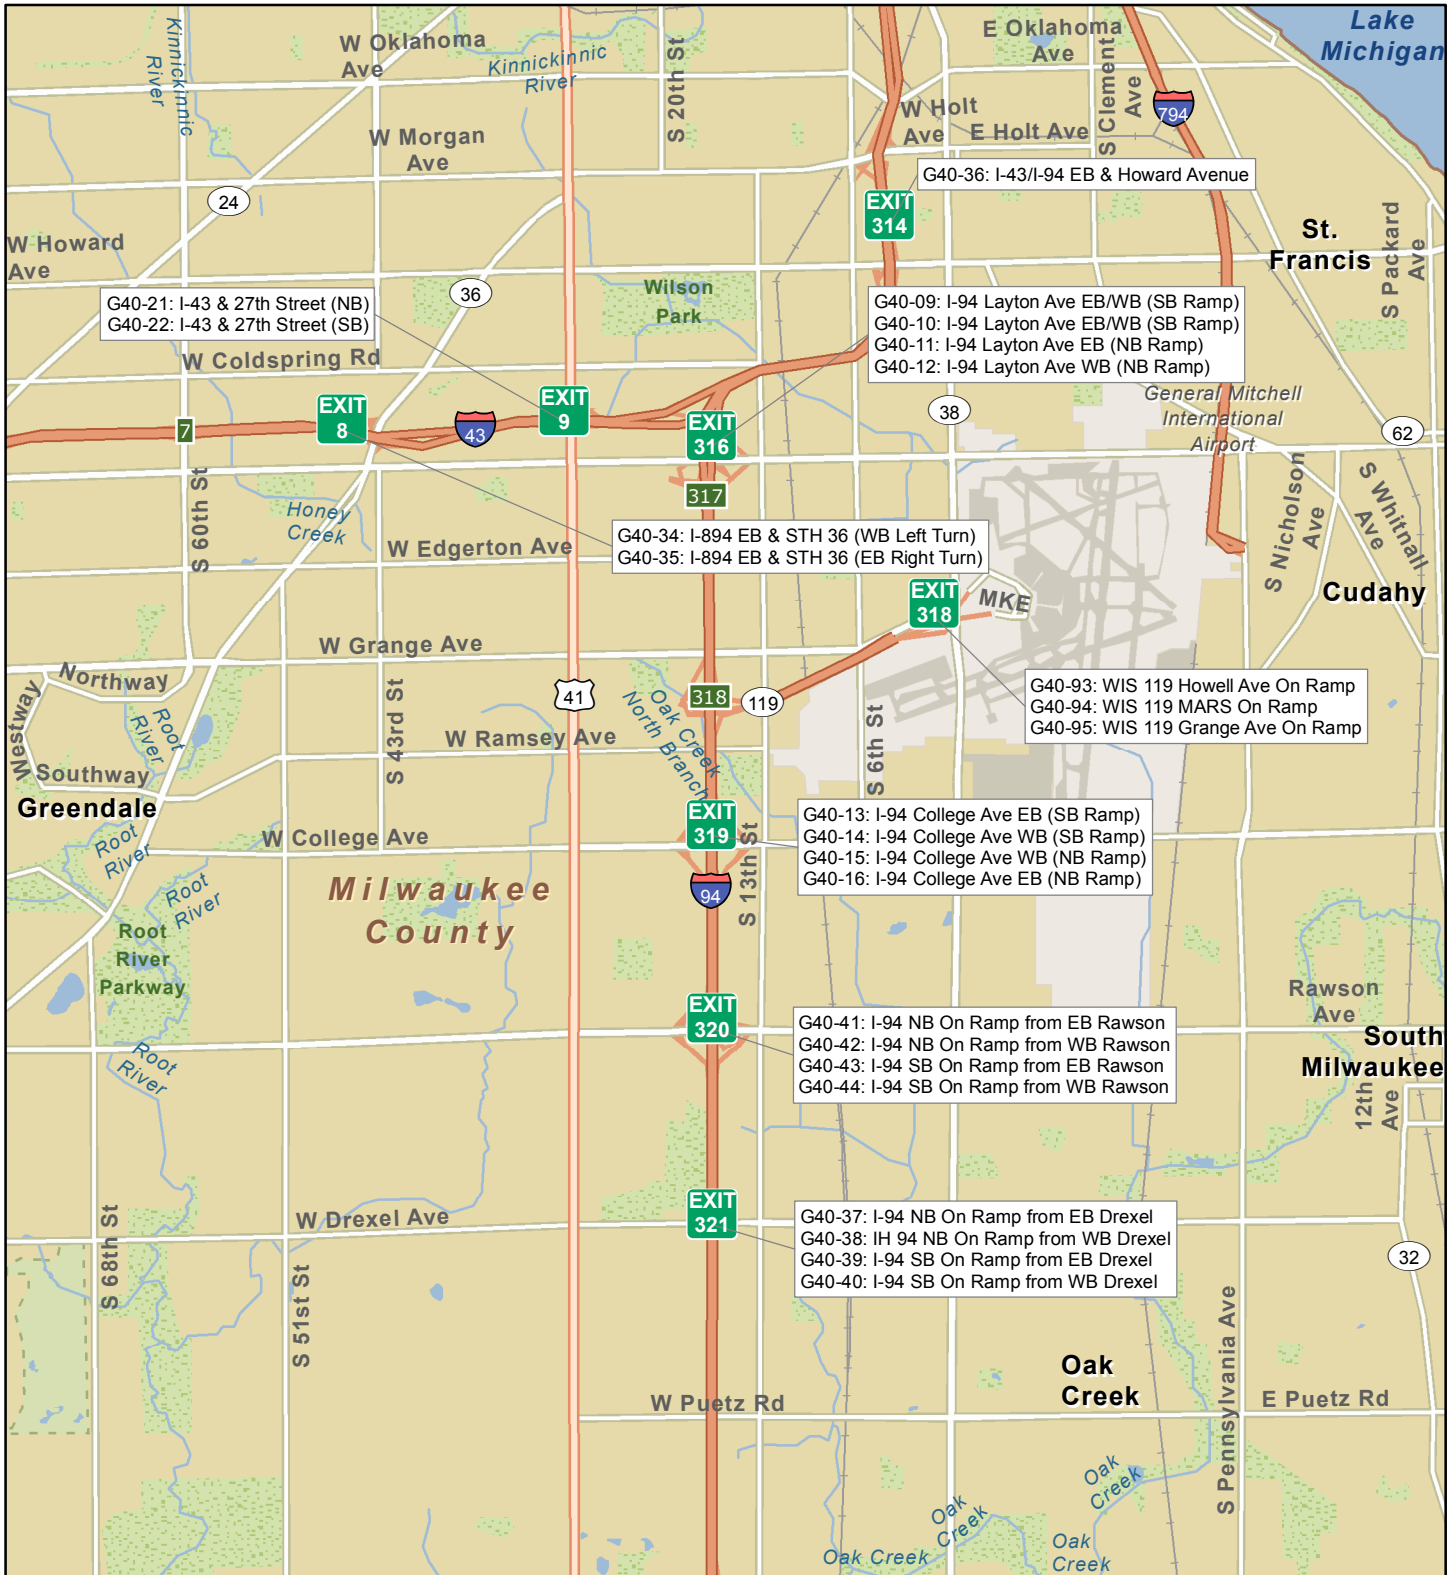 Lake
Michigan
W Oklahoma
Ave
Kinnickinnic
River
Kinnickinnic
River
S 20th St
E Oklahoma
Ave
S Clement
Ave
794
W Holt
Ave
E Holt Ave
W Morgan
Ave
24
G40-36: I-43/I-94 EB & Howard Avenue
EXIT
314
St.
Francis
S Packard
Ave
W Howard
Ave
36
Wilson
Park
G40-21: I-43 & 27th Street (NB)
G40-22: I-43 & 27th Street (SB)
G40-09: I-94 Layton Ave EB/WB (SB Ramp)
G40-10: I-94 Layton Ave EB/WB (SB Ramp)
G40-11: I-94 Layton Ave EB (NB Ramp)
G40-12: I-94 Layton Ave WB (NB Ramp)
W Coldspring Rd
General Mitchell
International
Airport
7
EXIT
8
43
EXIT
9
EXIT
316
38
62
317
S 60th St
Honey
Creek
W Edgerton Ave
G40-34: I-894 EB & STH 36 (WB Left Turn)
G40-35: I-894 EB & STH 36 (EB Right Turn)
S Nicholson
Ave
S Whitnall
Ave
Cudahy
EXIT
318
MKE
W Grange Ave
Northway
Westway
Root
River
Southway
Greendale
S 43rd St
41
318
119
Oak Creek
North Branch
W Ramsey Ave
S 6th St
G40-93: WIS 119 Howell Ave On Ramp
G40-94: WIS 119 MARS On Ramp
G40-95: WIS 119 Grange Ave On Ramp
Root
River
W College Ave
EXIT
319
S 13th St
G40-13: I-94 College Ave EB (SB Ramp)
G40-14: I-94 College Ave WB (SB Ramp)
G40-15: I-94 College Ave WB (NB Ramp)
G40-16: I-94 College Ave EB (NB Ramp)
94
Root
River
Milwaukee
County
Root
River
Parkway
EXIT
320
G40-41: I-94 NB On Ramp from EB Rawson
G40-42: I-94 NB On Ramp from WB Rawson
G40-43: I-94 SB On Ramp from EB Rawson
G40-44: I-94 SB On Ramp from WB Rawson
Rawson
Ave
South
Milwaukee
12th
Ave
Root
River
EXIT
321
G40-37: I-94 NB On Ramp from EB Drexel
G40-38: IH 94 NB On Ramp from WB Drexel
G40-39: I-94 SB On Ramp from EB Drexel
G40-40: I-94 SB On Ramp from WB Drexel
W Drexel Ave
S 68th St
S 51st St
32
S Pennsylvania Ave
Oak
Creek
W Puetz Rd
E Puetz Rd
Oak
Creek
Oak
Creek
Oak Creek
Oak
Creek